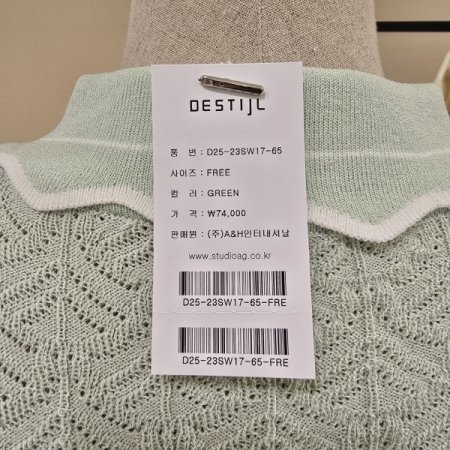 DESTIJL
품 번 : D25-23SW17-65
사이즈 : FREE
컬 러 : GREEN
가 격 : ₩74,000
판매원 : (주)A&H인터내셔날
www.studioag.co.kr
D25-23SW17-65-FRE
D25-23SW17-65-FRE